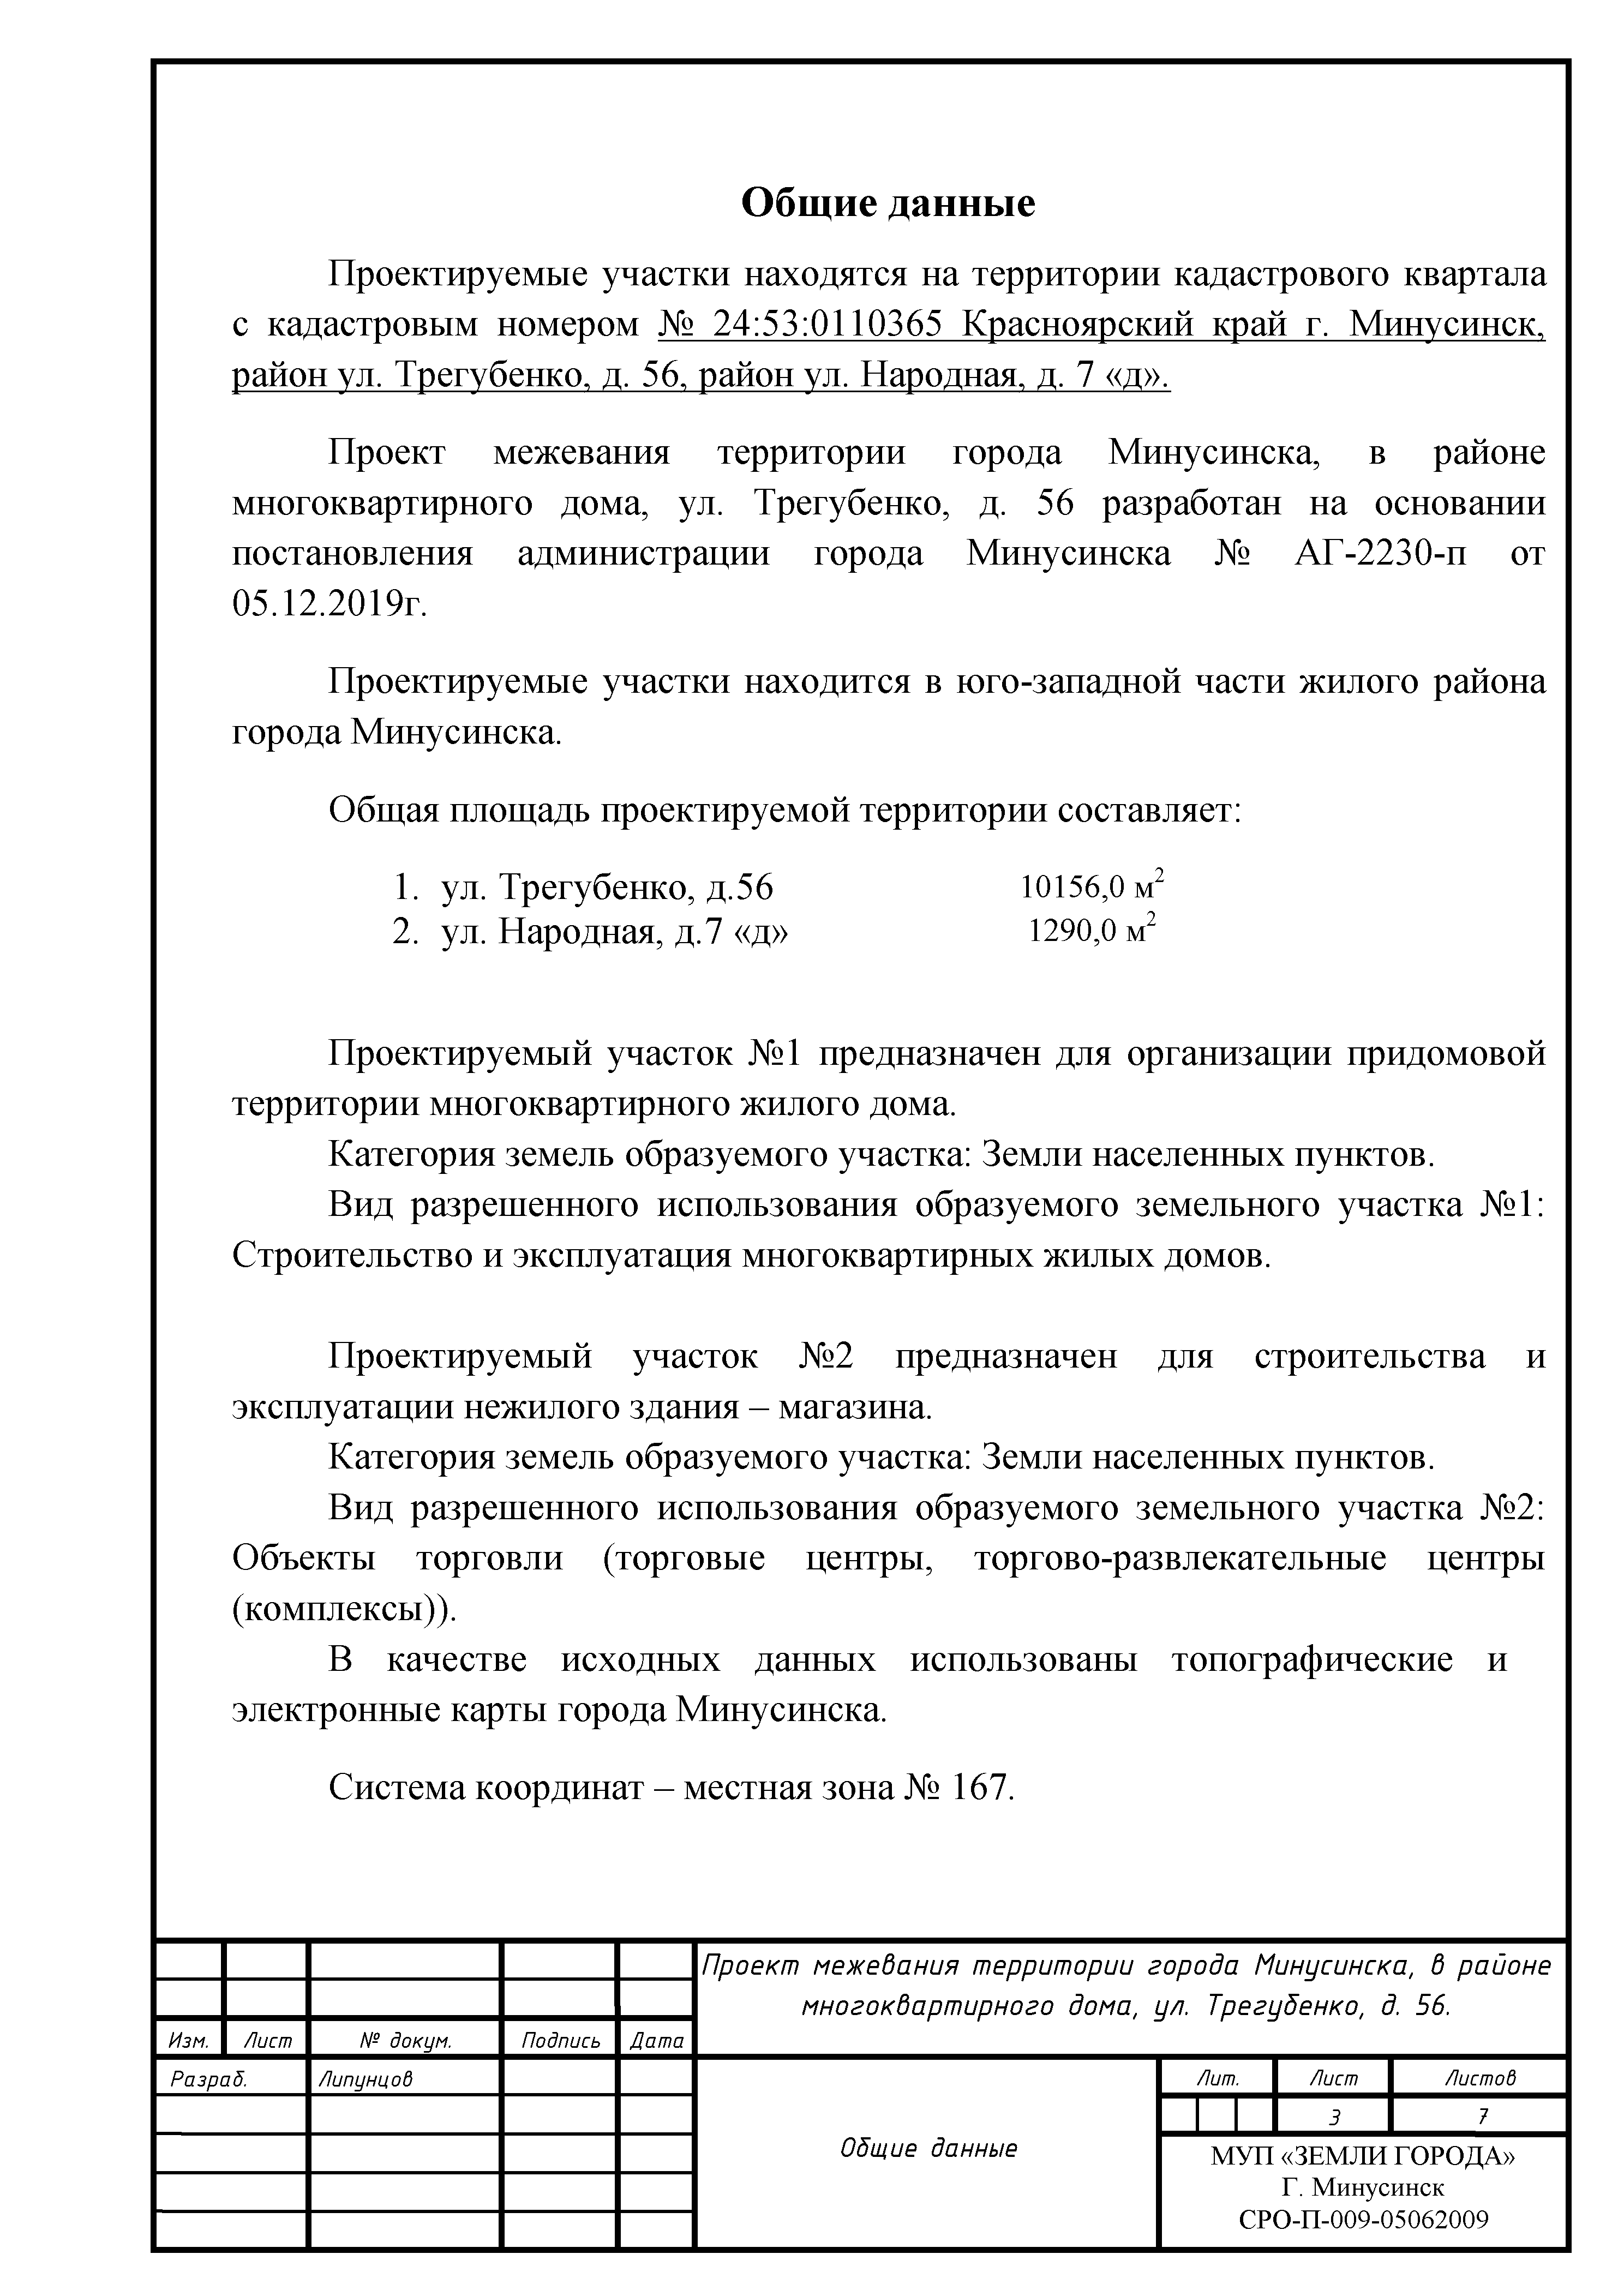 Общие данные
Проектируемые участки находятся на территории кадастрового квартала
с кадастровым номером № 24:53:0110365 Красноярский край г. Минусинск,
район ул. Трегубенко, д. 56, район ул. Народная, д. 7 «д».
Проект межевания территории города Минусинска, в районе
многоквартирного дома, ул. Трегубенко, д. 56 разработан на основании
постановления администрации города Минусинска № АГ-2230-п от
05.12.2019г.
Проектируемые участки находится в юго-западной части жилого района
города Минусинска.
Общая площадь проектируемой территории составляет:
1. ул. Трегубенко, д.56 10156,0 м²
2. ул. Народная, д.7 «д» 1290,0 м²
Проектируемый участок №1 предназначен для организации придомовой
территории многоквартирного жилого дома.
Категория земель образуемого участка: Земли населенных пунктов.
Вид разрешенного использования образуемого земельного участка №1:
Строительство и эксплуатация многоквартирных жилых домов.
Проектируемый участок №2 предназначен для строительства и
эксплуатации нежилого здания – магазина.
Категория земель образуемого участка: Земли населенных пунктов.
Вид разрешенного использования образуемого земельного участка №2:
Объекты торговли (торговые центры, торгово-развлекательные центры
(комплексы)).
В качестве исходных данных использованы топографические и
электронные карты города Минусинска.
Система координат – местная зона № 167.
Проект межевания территории города Минусинска, в районе
многоквартирного дома, ул. Трегубенко, д. 56.
Изм. Лист № докум. Подпись Дата
Разраб. Липунцов
Общие данные
Лит. Лист Листов
3 7
МУП «ЗЕМЛИ ГОРОДА»
Г. Минусинск
СРО-П-009-05062009